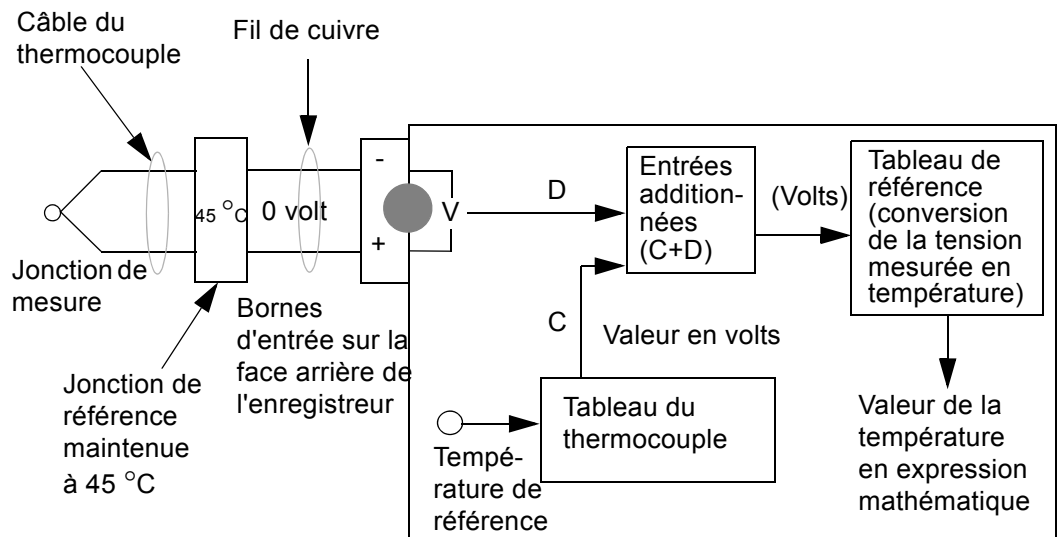 Câble du
thermocouple
Fil de cuivre
-
+
45 °C
0 volt
V
D
Entrées
addition-
nées
(C+D)
(Volts)
Tableau de
référence
(conversion
de la tension
mesurée en
température)
Jonction de
mesure
Bornes
d'entrée sur la
face arrière de
l'enregistreur
C
Valeur en volts
Jonction de
référence
maintenue
à 45 °C
Tableau du
thermocouple
Tempé-
rature de
référence
Valeur de la
température
en expression
mathématique